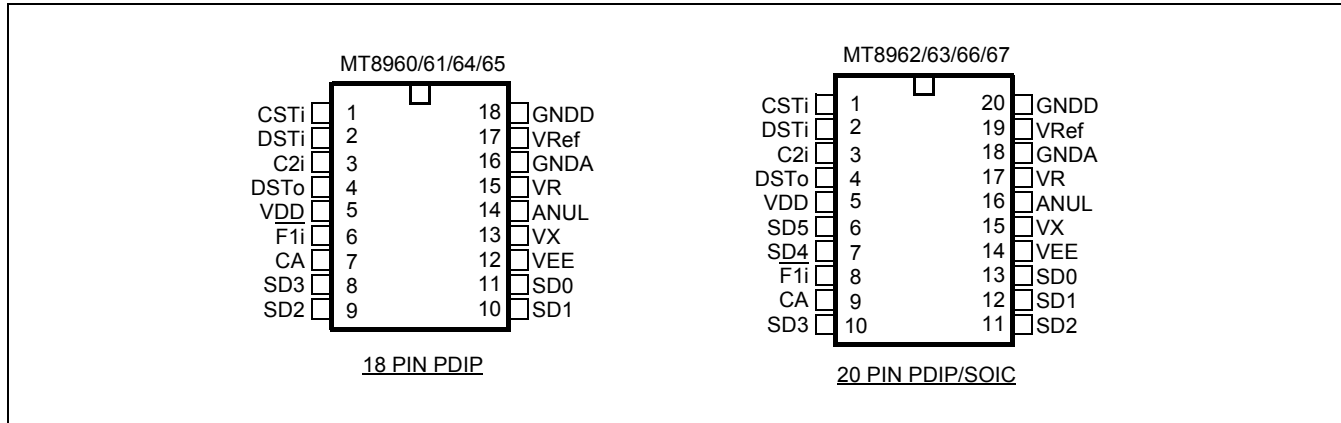 MT8960/61/64/65
CSTi 1 18 GNDD
DSTi 2 17 VRef
C2i 3 16 GNDA
DSTo 4 15 VR
VDD 5 14 ANUL
F1i 6 13 VX
CA 7 12 VEE
SD3 8 11 SD0
SD2 9 10 SD1
18 PIN PDIP
MT8962/63/66/67
CSTi 1 20 GNDD
DSTi 2 19 VRef
C2i 3 18 GNDA
DSTo 4 17 VR
VDD 5 16 ANUL
SD5 6 15 VX
SD4 7 14 VEE
F1i 8 13 SD0
CA 9 12 SD1
SD3 10 11 SD2
20 PIN PDIP/SOIC